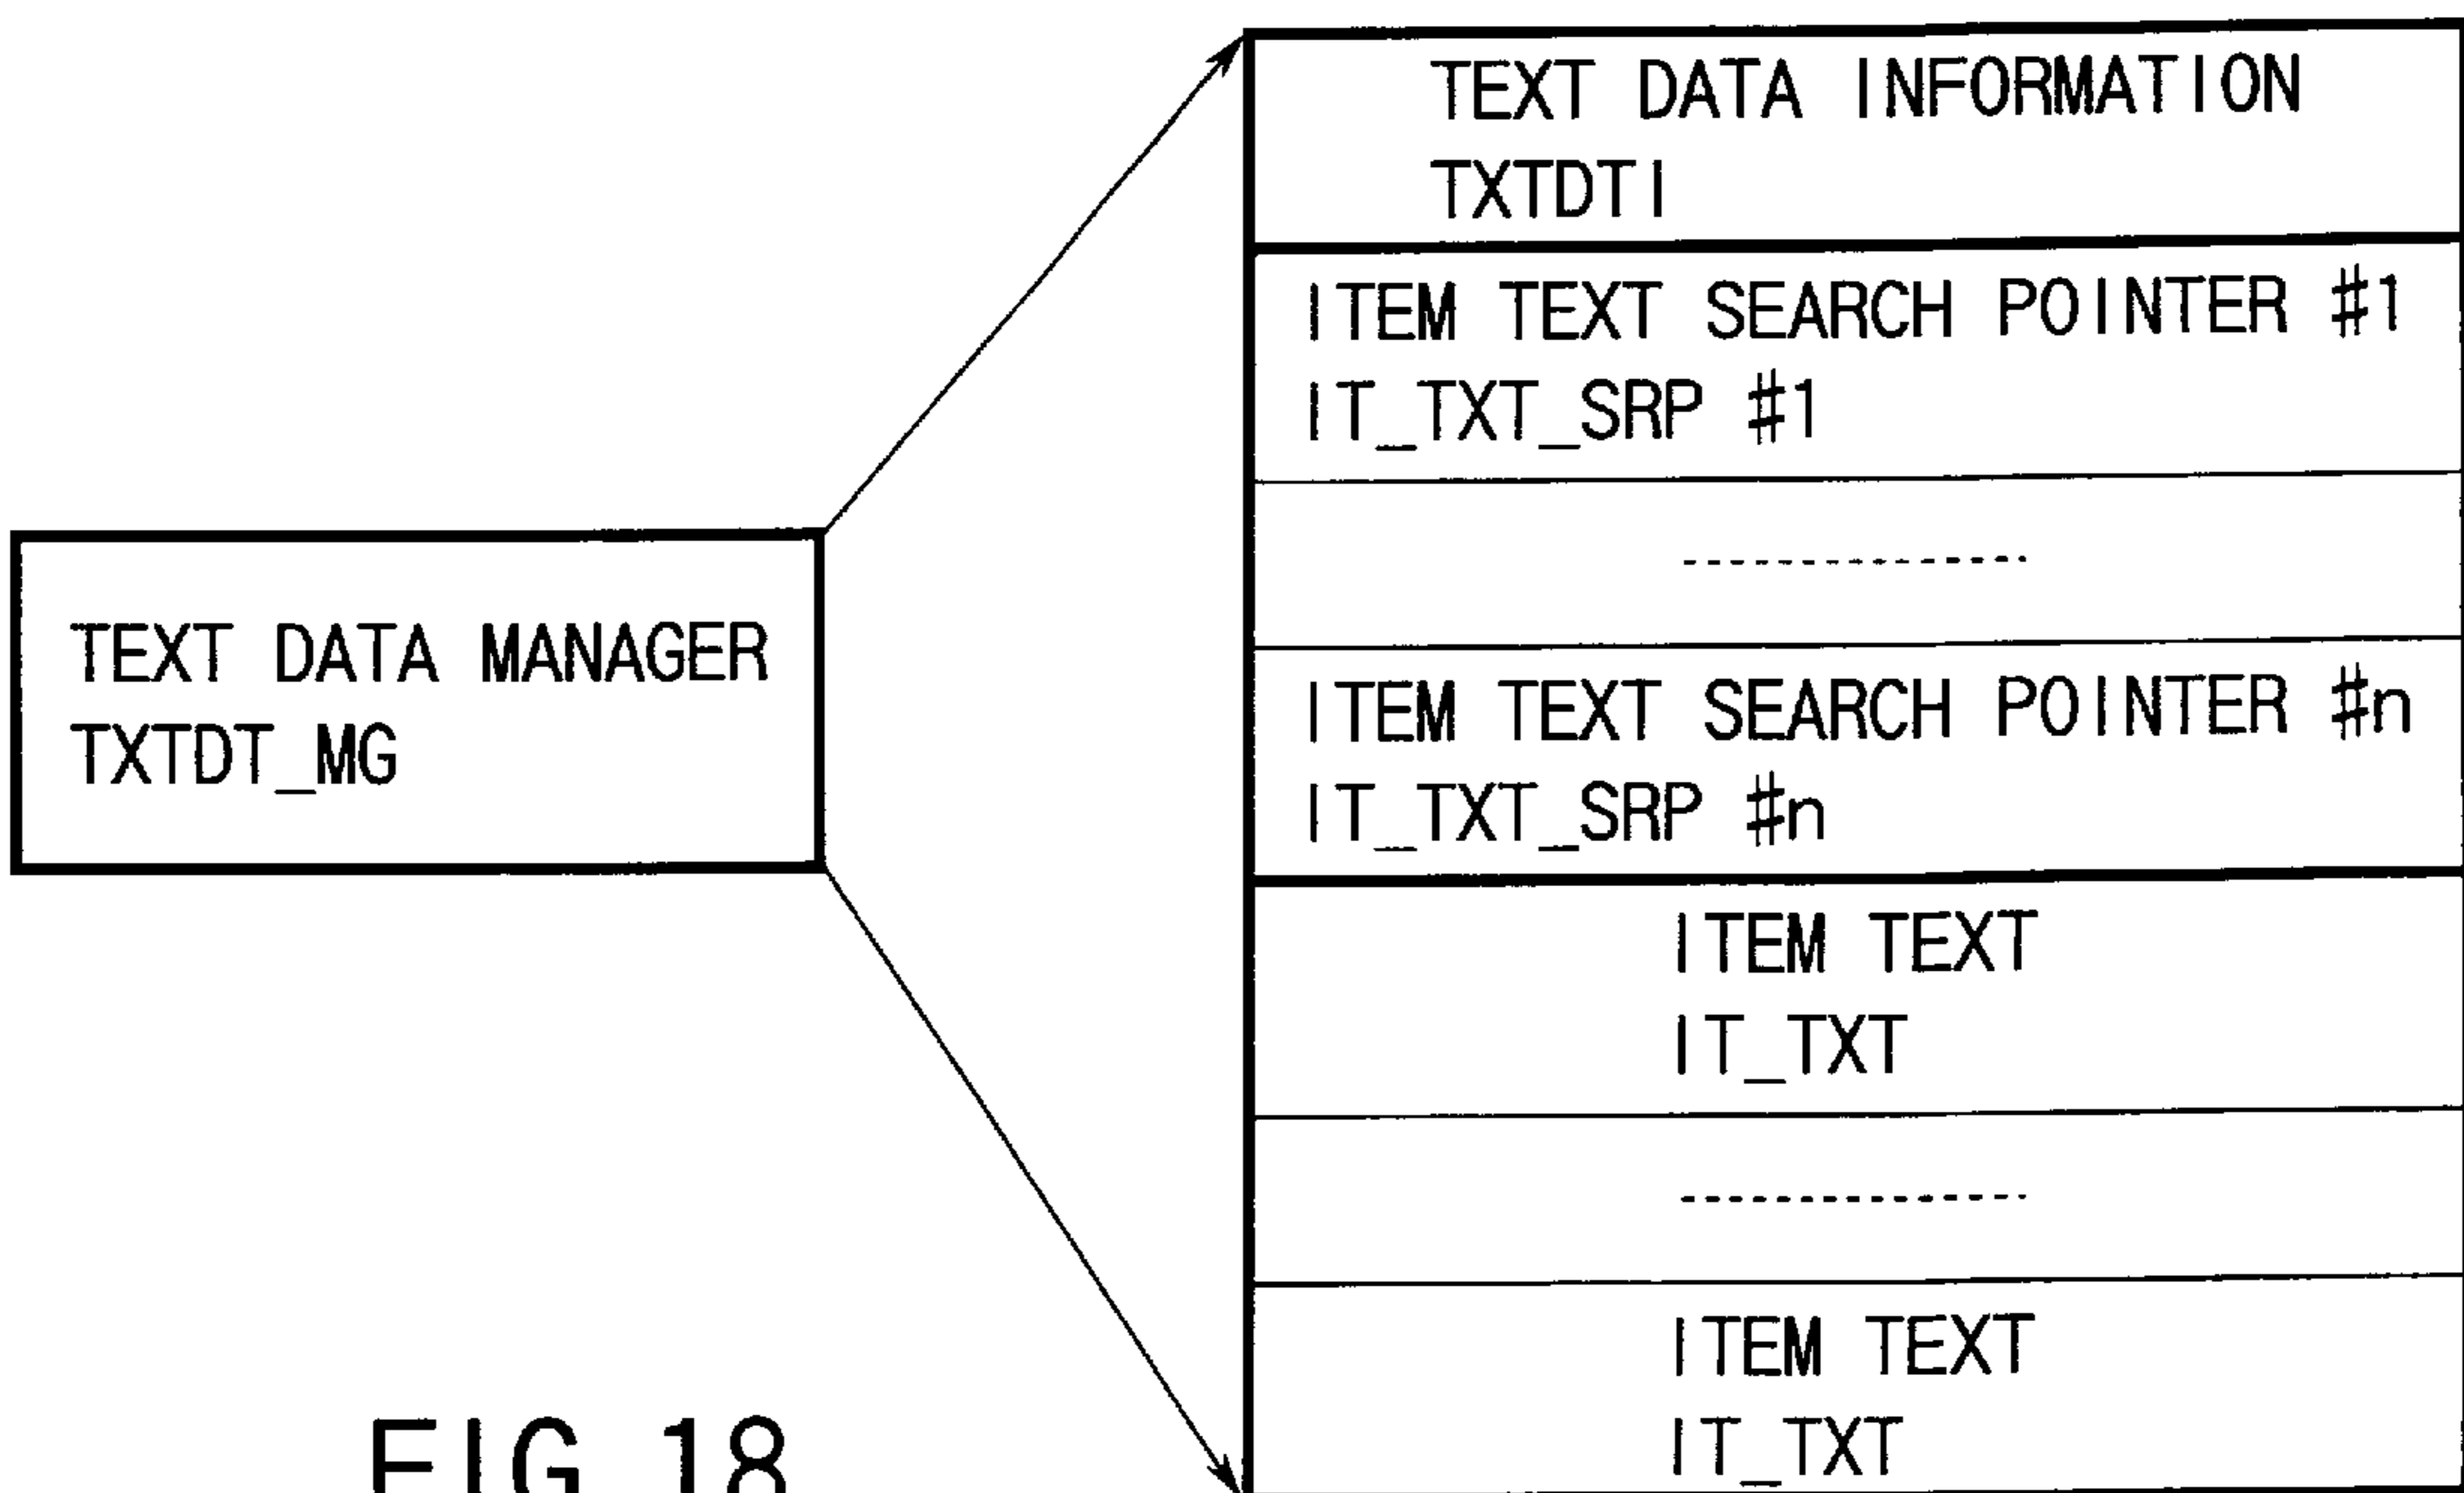 TEXT DATA MANAGER
TXTDT_MG
TEXT DATA INFORMATION
TXTDTI
ITEM TEXT SEARCH POINTER #1
IT_TXT_SRP #1
ITEM TEXT SEARCH POINTER #n
IT_TXT_SRP #n
ITEM TEXT
IT_TXT
ITEM TEXT
IT_TXT
FIG.18